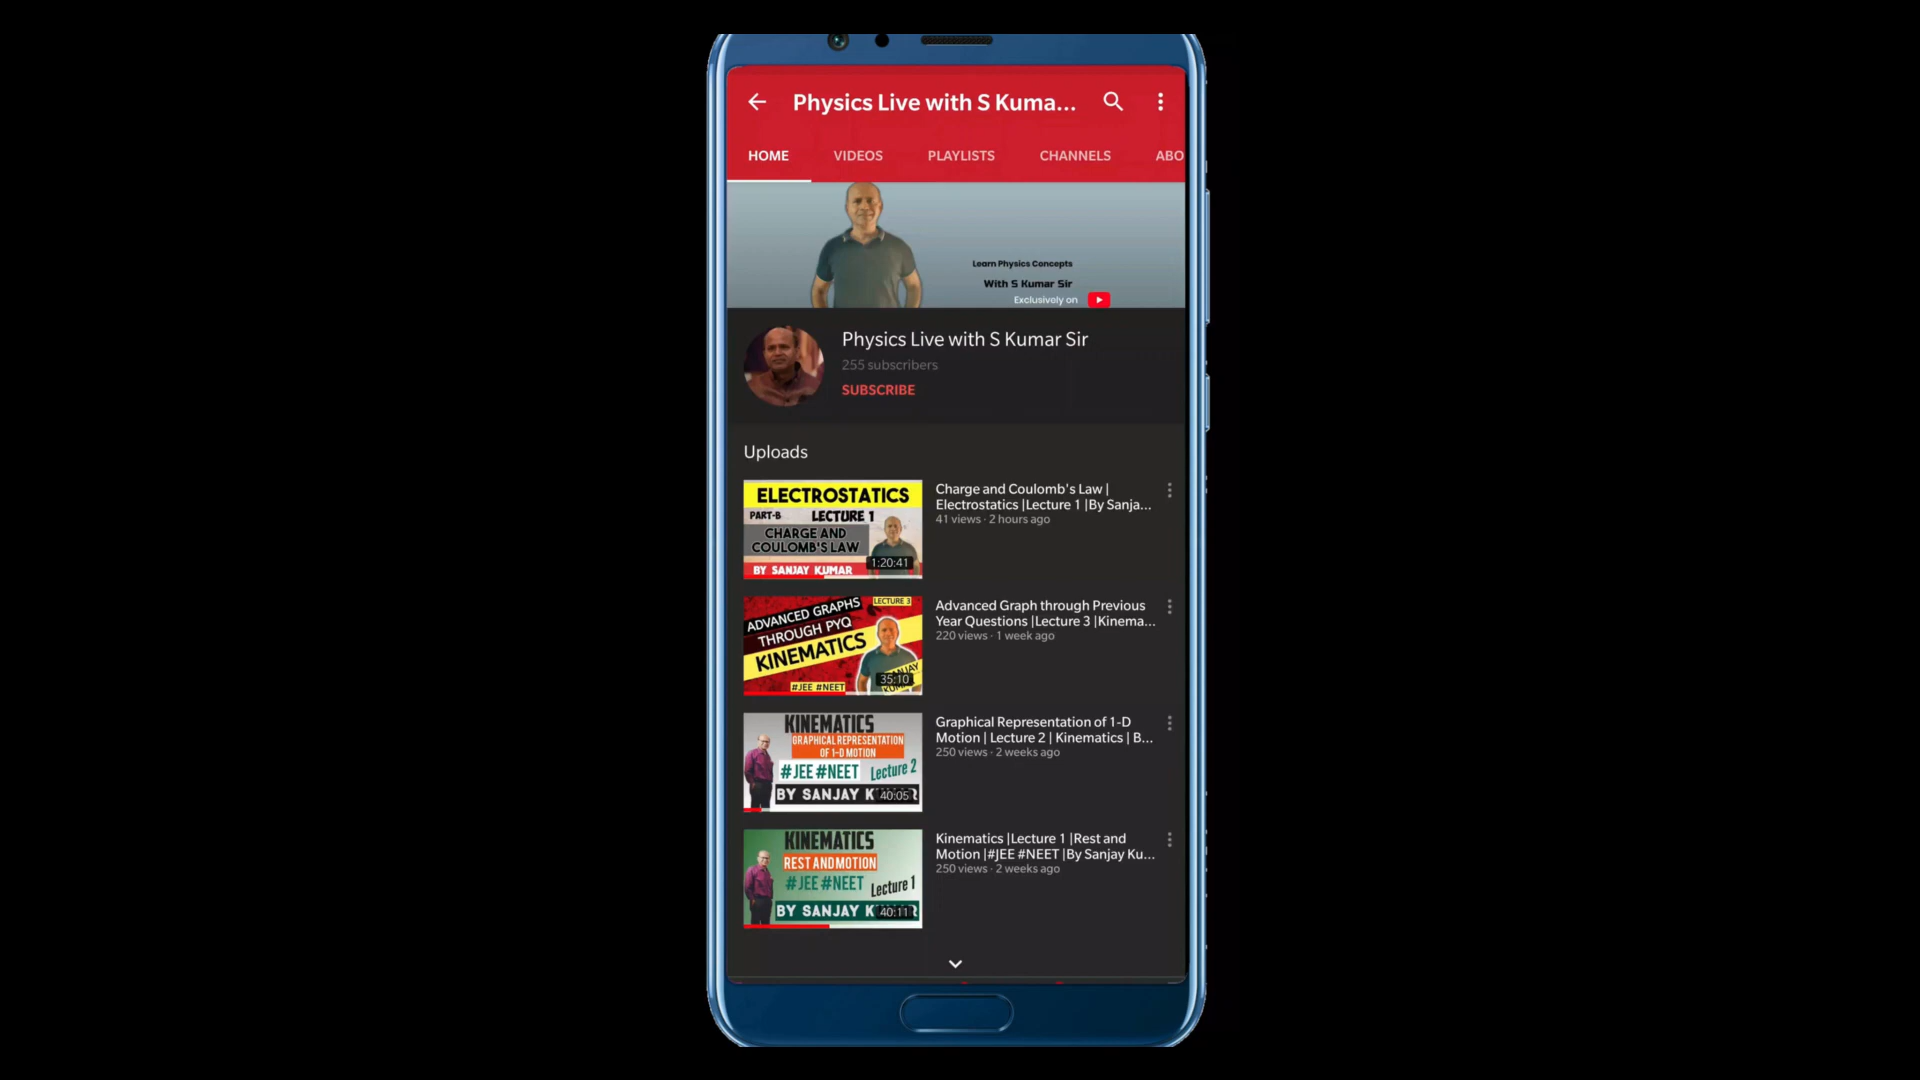 Physics Live with S Kuma...
HOME VIDEOS PLAYLISTS CHANNELS ABO
Learn Physics Concepts
With S Kumar Sir
Exclusively on
Physics Live with S Kumar Sir
255 subscribers
SUBSCRIBE
Uploads
ELECTROSTATICS
PART-B LECTURE 1
CHARGE AND
COULOMB'S LAW
1:20:41
BY SANJAY KUMAR
Charge and Coulomb's Law |
Electrostatics |Lecture 1 |By Sanja...
41 views · 2 hours ago
LECTURE 3
ADVANCED GRAPHS
THROUGH PYQ
KINEMATICS
SANJAY
35:10
#JEE #NEET
Advanced Graph through Previous
Year Questions |Lecture 3 |Kinema...
220 views · 1 week ago
KINEMATICS
GRAPHICAL REPRESENTATION
OF 1-D MOTION
#JEE #NEET Lecture 2
BY SANJAY
40:05
Graphical Representation of 1-D
Motion | Lecture 2 | Kinematics | B...
250 views · 2 weeks ago
KINEMATICS
REST AND MOTION
#JEE #NEET Lecture 1
BY SANJAY
40:11
Kinematics |Lecture 1 |Rest and
Motion |#JEE #NEET |By Sanjay Ku...
250 views · 2 weeks ago